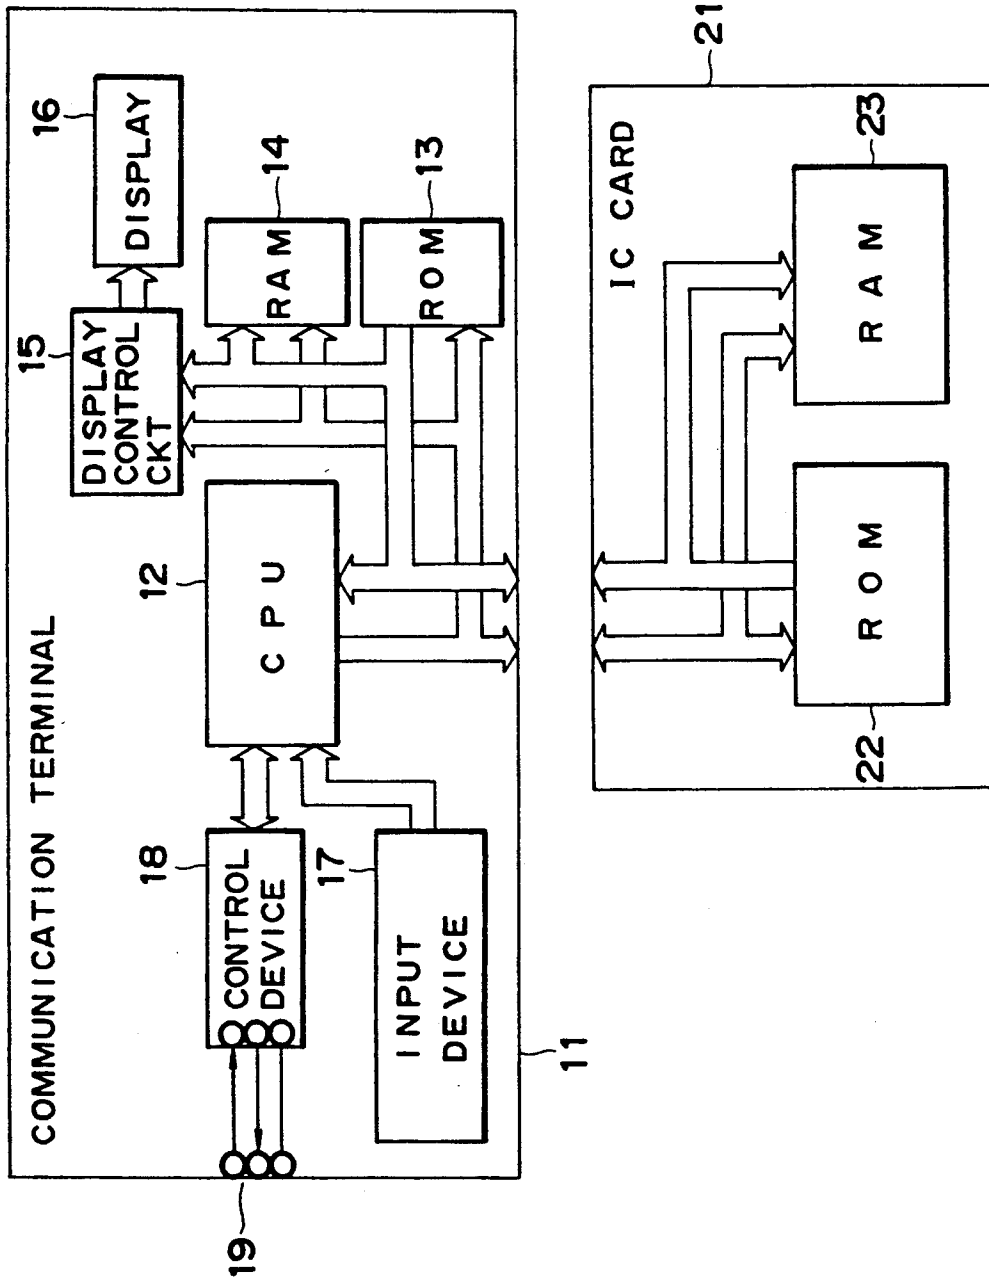 COMMUNICATION TERMINAL
16
DISPLAY
15
DISPLAY
CONTROL
CKT
14
RAM
13
ROM
12
CPU
18
CONTROL
DEVICE
17
INPUT
DEVICE
19
11
21
IC CARD
23
RAM
22
ROM